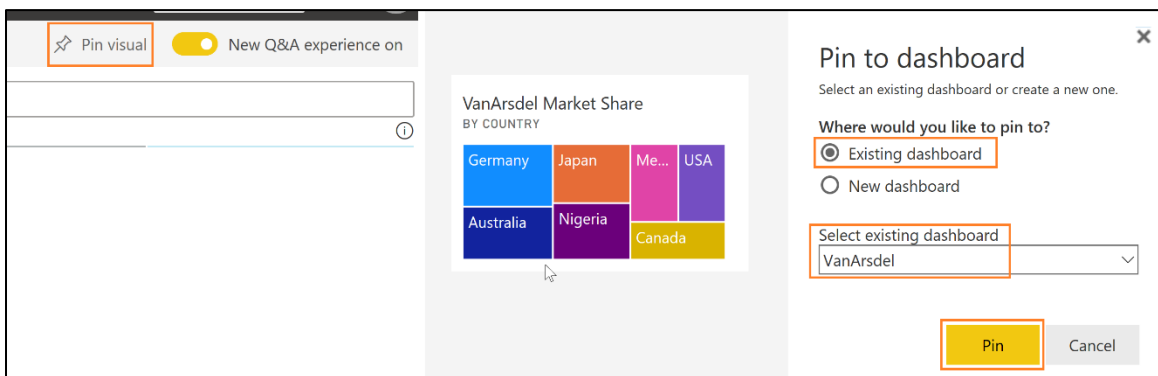 Pin visual
New Q&A experience on
VanArsdel Market Share
BY COUNTRY
Germany
Japan
Me...
USA
Australia
Nigeria
Canada
Pin to dashboard
Select an existing dashboard or create a new one.
Where would you like to pin to?
Existing dashboard
New dashboard
Select existing dashboard
VanArsdel
Pin
Cancel